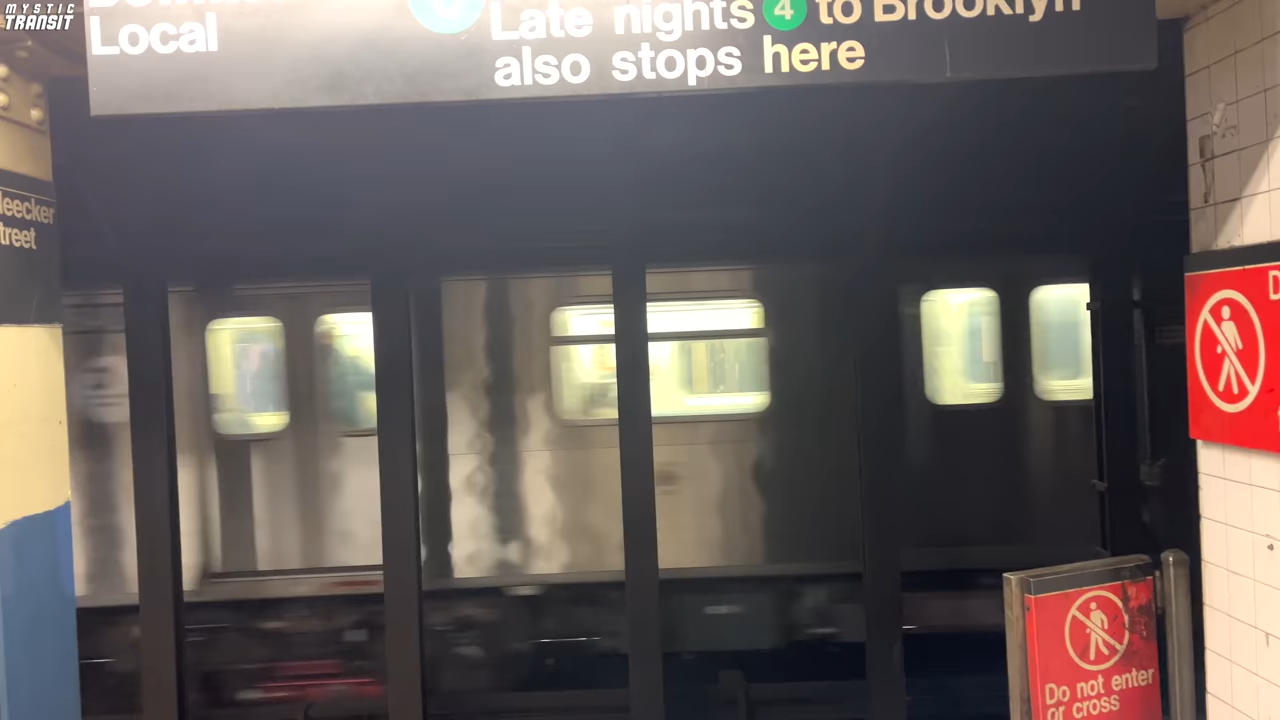 MYSTIC
TRANSIT
Local
Late nights 4 to Brooklyn
also stops here
leecker
treet
Do not enter
or cross